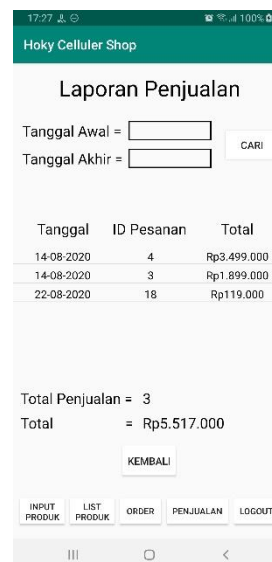 17:27 100%
Hoky Celluler Shop
Laporan Penjualan
Tanggal Awal =
CARI
Tanggal Akhir =
Tanggal ID Pesanan Total
14-08-2020 4 Rp3.499.000
14-08-2020 3 Rp1.899.000
22-08-2020 18 Rp119.000
Total Penjualan = 3
Total = Rp5.517.000
KEMBALI
INPUT PRODUK LIST PRODUK ORDER PENJUALAN LOGOUT